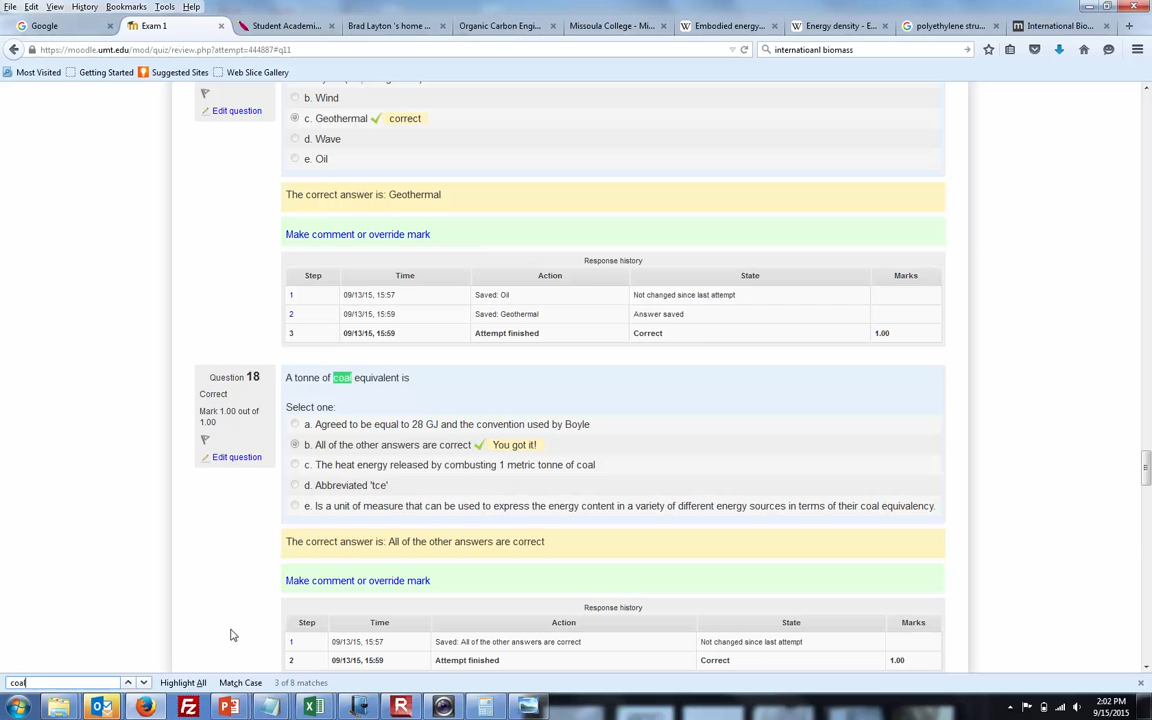 File Edit View History Bookmarks Tools Help
Google Exam 1 Student Academi... Brad Layton 's home ... Organic Carbon Eng... Missoula College - Mi... Embodied energy... Energy density - E... polyethylene stru... International Bio...
https://moodle.umt.edu/mod/quiz/review.php?attempt=444887#q11 internatioanl biomass
Most Visited Getting Started Suggested Sites Web Slice Gallery
b. Wind
Edit question
c. Geothermal correct
d. Wave
e. Oil
The correct answer is: Geothermal
Make comment or override mark
Response history
Step Time Action State Marks
1 09/13/15, 15:57 Saved: Oil Not changed since last attempt
2 09/13/15, 15:59 Saved: Geothermal Answer saved
3 09/13/15, 15:59 Attempt finished Correct 1.00
Question 18
Correct
Mark 1.00 out of
1.00
Edit question
A tonne of coal equivalent is
Select one:
a. Agreed to be equal to 28 GJ and the convention used by Boyle
b. All of the other answers are correct You got it!
c. The heat energy released by combusting 1 metric tonne of coal
d. Abbreviated 'tce'
e. Is a unit of measure that can be used to express the energy content in a variety of different energy sources in terms of their coal equivalency.
The correct answer is: All of the other answers are correct
Make comment or override mark
Response history
Step Time Action State Marks
1 09/13/15, 15:57 Saved: All of the other answers are correct Not changed since last attempt
2 09/13/15, 15:59 Attempt finished Correct 1.00
coal Highlight All Match Case 3 of 8 matches
2:02 PM
9/15/2015